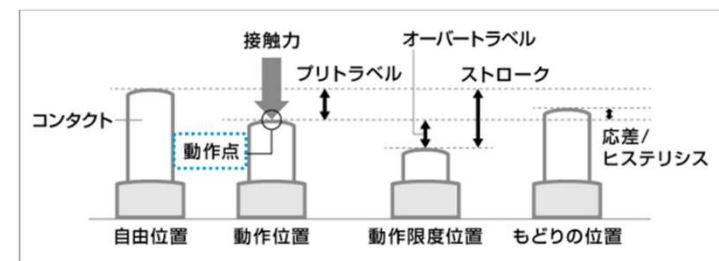 接触力
オーバートラベル
プリトラベル
ストローク
コンタクト
動作点
応差/
ヒステリシス
自由位置
動作位置
動作限度位置
もどりの位置